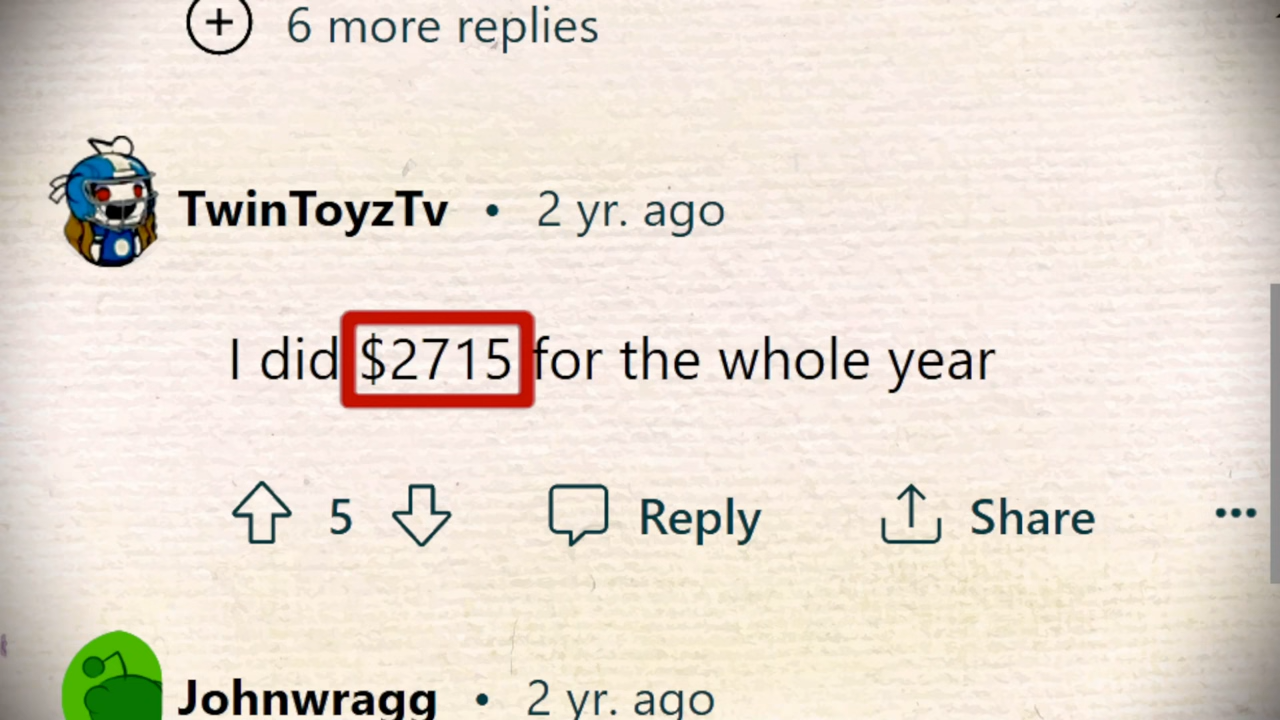 6 more replies
TwinToyzTv • 2 yr. ago
I did $2715 for the whole year
5 Reply Share ...
Johnwragg • 2 yr. ago